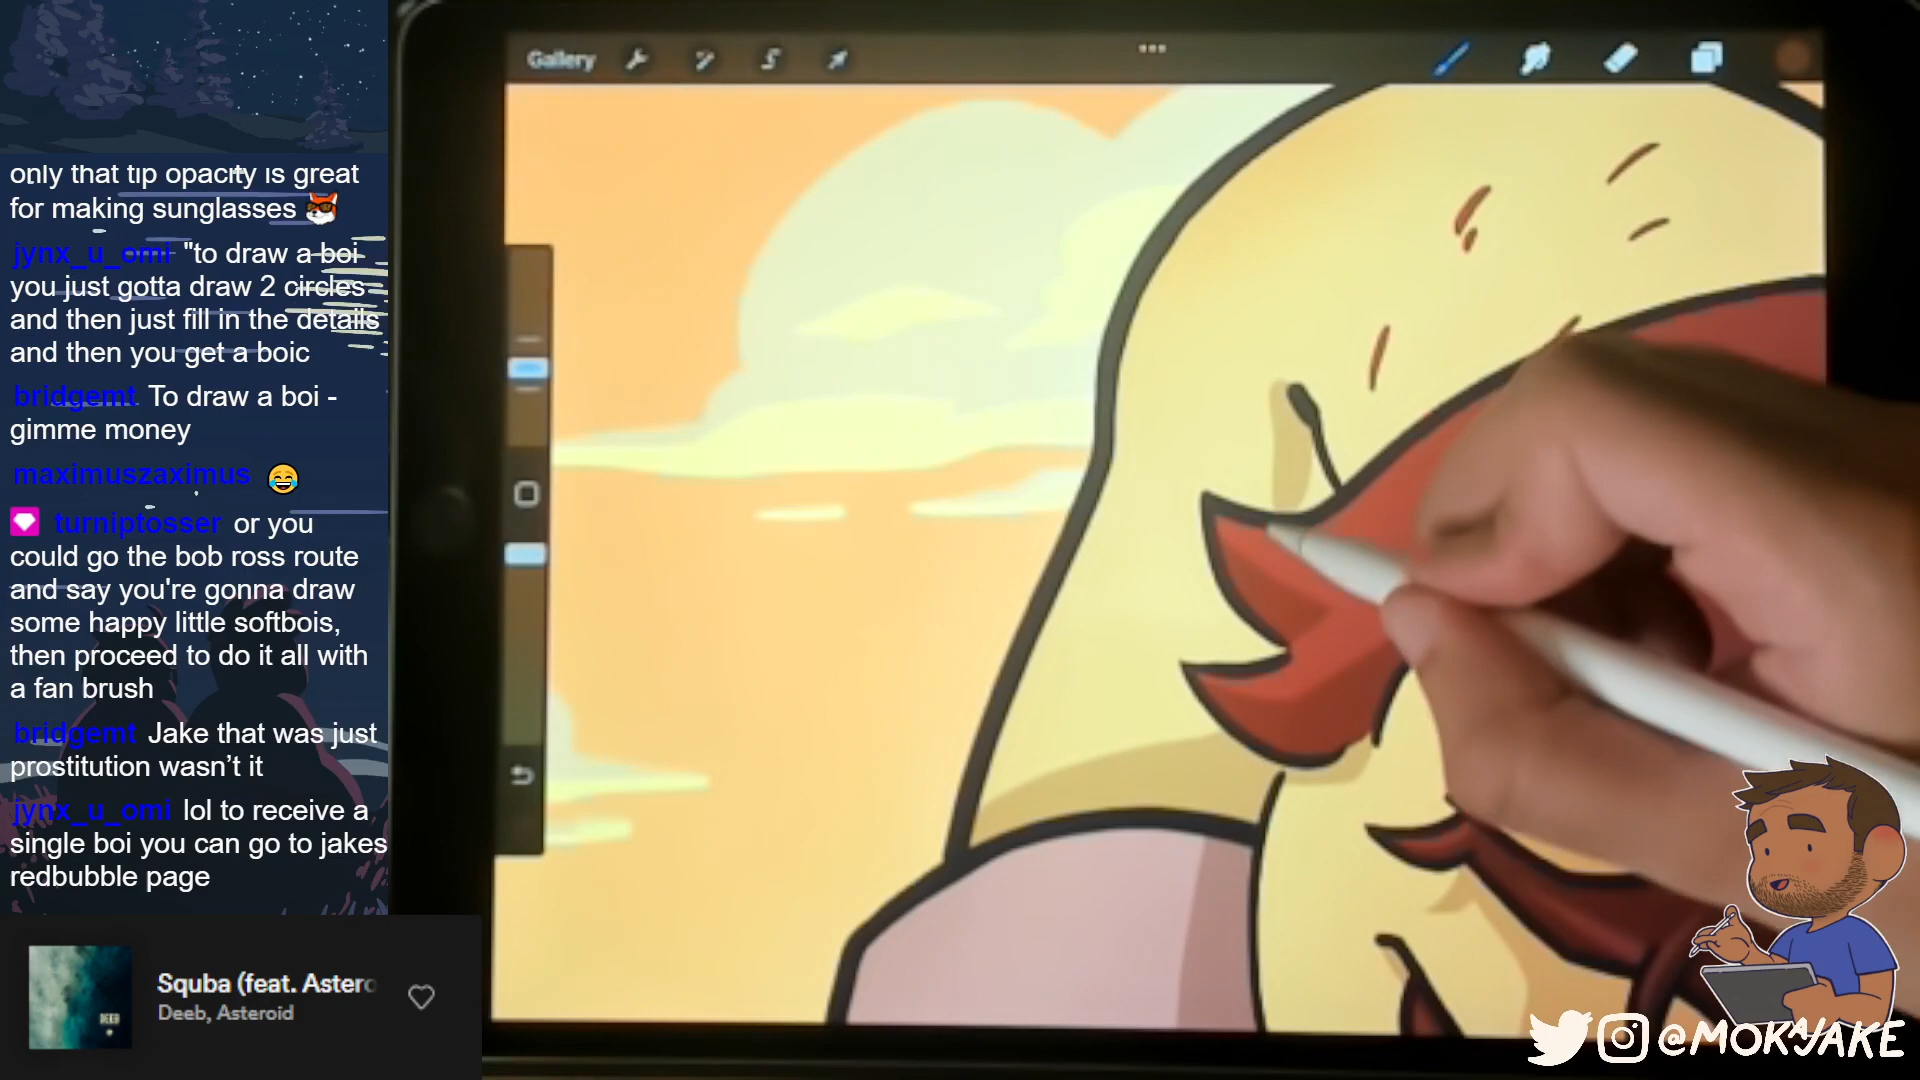 Gallery
only that tip opacity is great
for making sunglasses
jynx_u_omi "to draw a boi
you just gotta draw 2 circles
and then just fill in the details
and then you get a boic
bridgemt To draw a boi -
gimme money
maximuszaximus
turniptosser or you
could go the bob ross route
and say you're gonna draw
some happy little softbois,
then proceed to do it all with
a fan brush
bridgemt Jake that was just
prostitution wasn’t it
jynx_u_omi lol to receive a
single boi you can go to jakes
redbubble page
DEEB
Squba (feat. Astero
Deeb, Asteroid
@MOKAJAKE